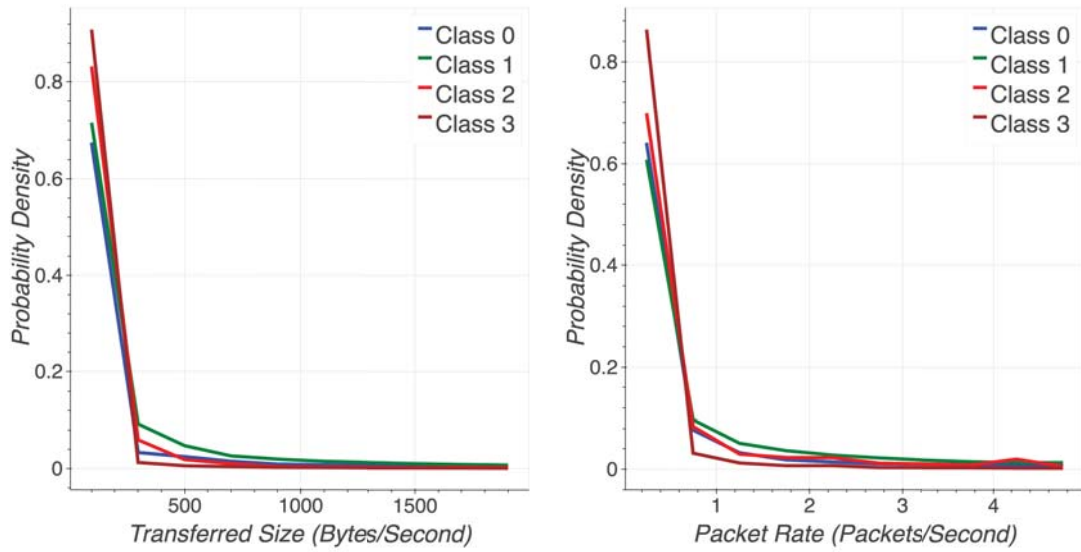 Class 0
Class 1
Class 2
Class 3
Probability Density
0.8
0.6
0.4
0.2
0
500
1000
1500
Transferred Size (Bytes/Second)
Class 0
Class 1
Class 2
Class 3
Probability Density
0.8
0.6
0.4
0.2
0
1
2
3
4
Packet Rate (Packets/Second)